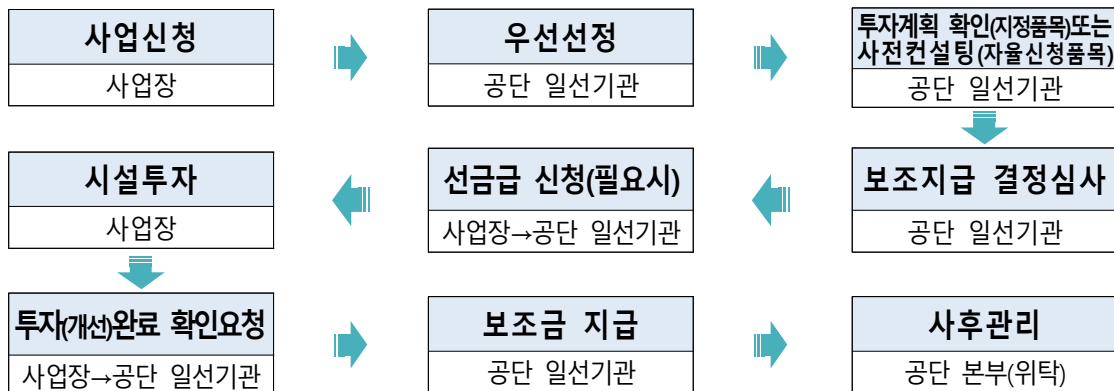 사업신청
사업장
우선선정
공단 일선기관
투자계획 확인(지정품목)또는
사전컨설팅(자율신청품목)
공단 일선기관
보조지급 결정심사
공단 일선기관
선금급 신청(필요시)
사업장→공단 일선기관
시설투자
사업장
투자(개선)완료 확인요청
사업장→공단 일선기관
보조금 지급
공단 일선기관
사후관리
공단 본부(위탁)